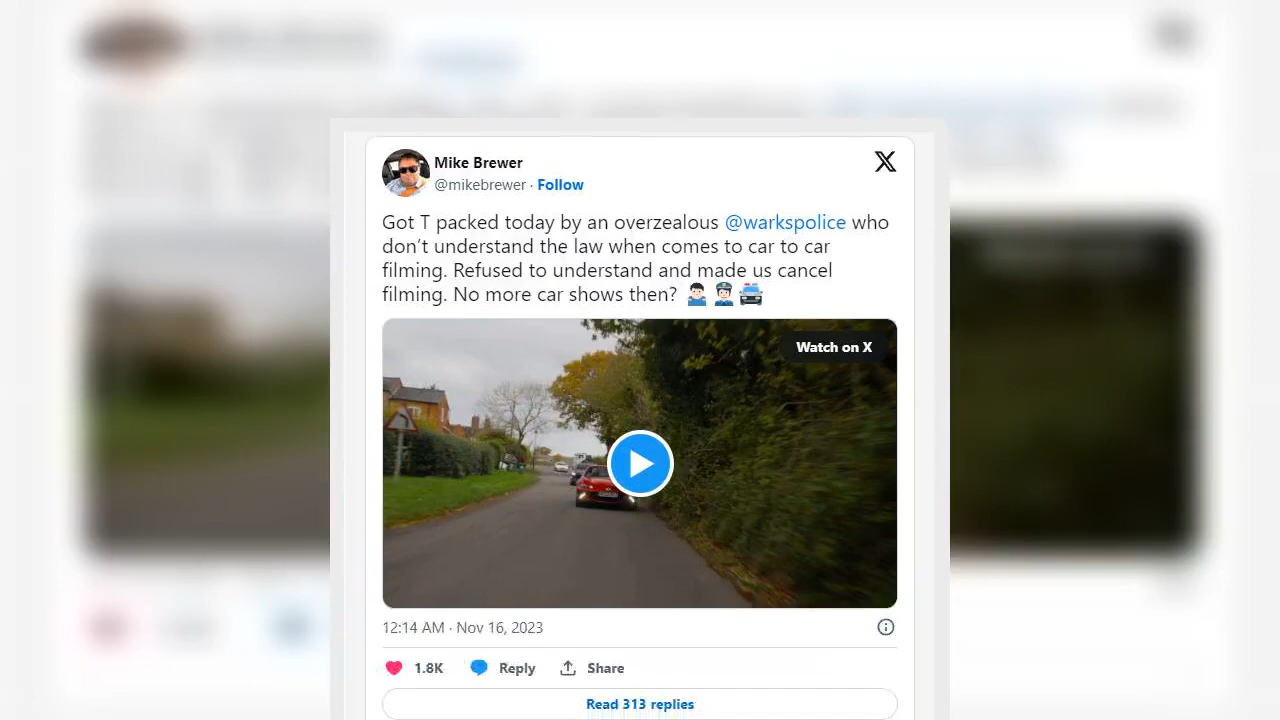 Mike Brewer
@mikebrewer · Follow
Got T packed today by an overzealous @warkspolice who
don't understand the law when comes to car to car
filming. Refused to understand and made us cancel
filming. No more car shows then? 🤷🏻‍♂️👮🏻‍♂️🚔
Watch on X
12:14 AM · Nov 16, 2023
1.8K Reply Share
Read 313 replies